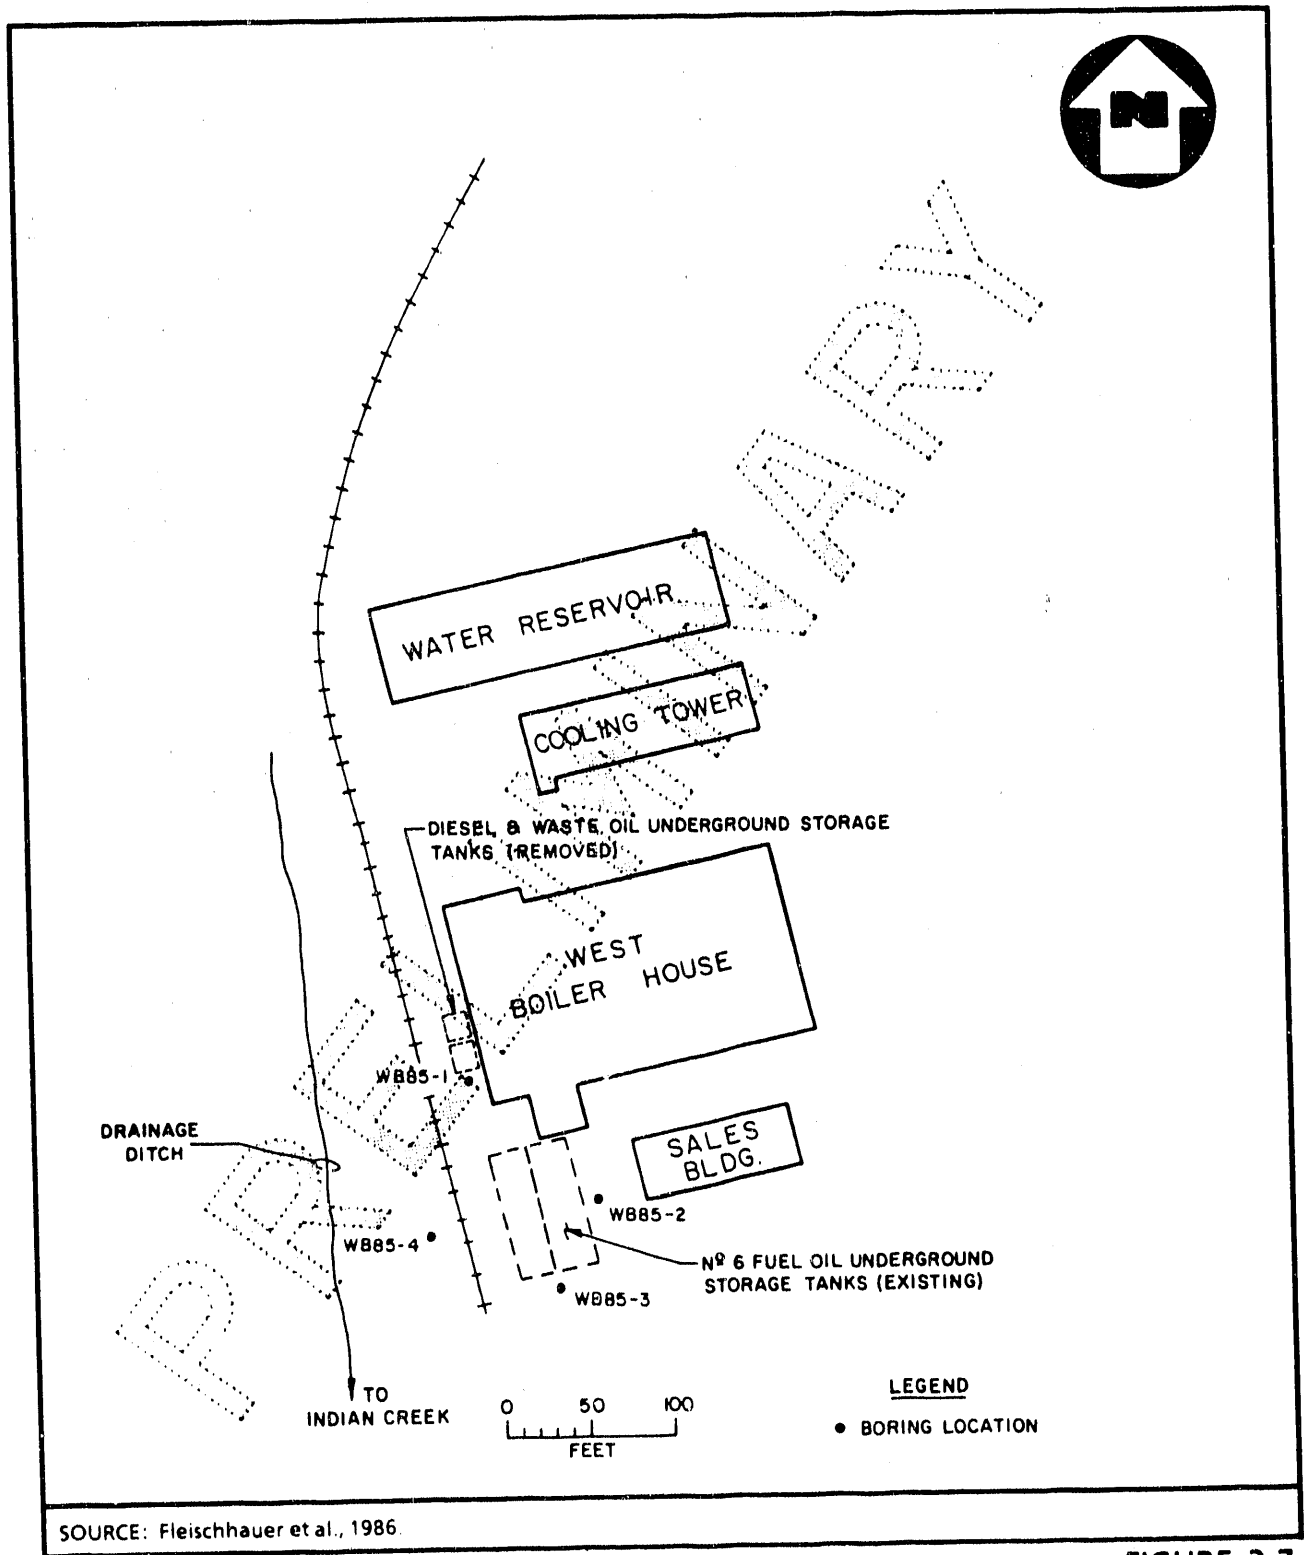 N
WATER RESERVOIR
COOLING TOWER
DIESEL & WASTE OIL UNDERGROUND STORAGE
TANKS (REMOVED)
WEST
BOILER HOUSE
WB85-1
DRAINAGE
DITCH
SALES
BLDG.
WB85-2
WB85-4
Nº 6 FUEL OIL UNDERGROUND
STORAGE TANKS (EXISTING)
WB85-3
TO
INDIAN CREEK
0 50 100
FEET
LEGEND
BORING LOCATION
PRELIMINARY
SOURCE: Fleischhauer et al., 1986.